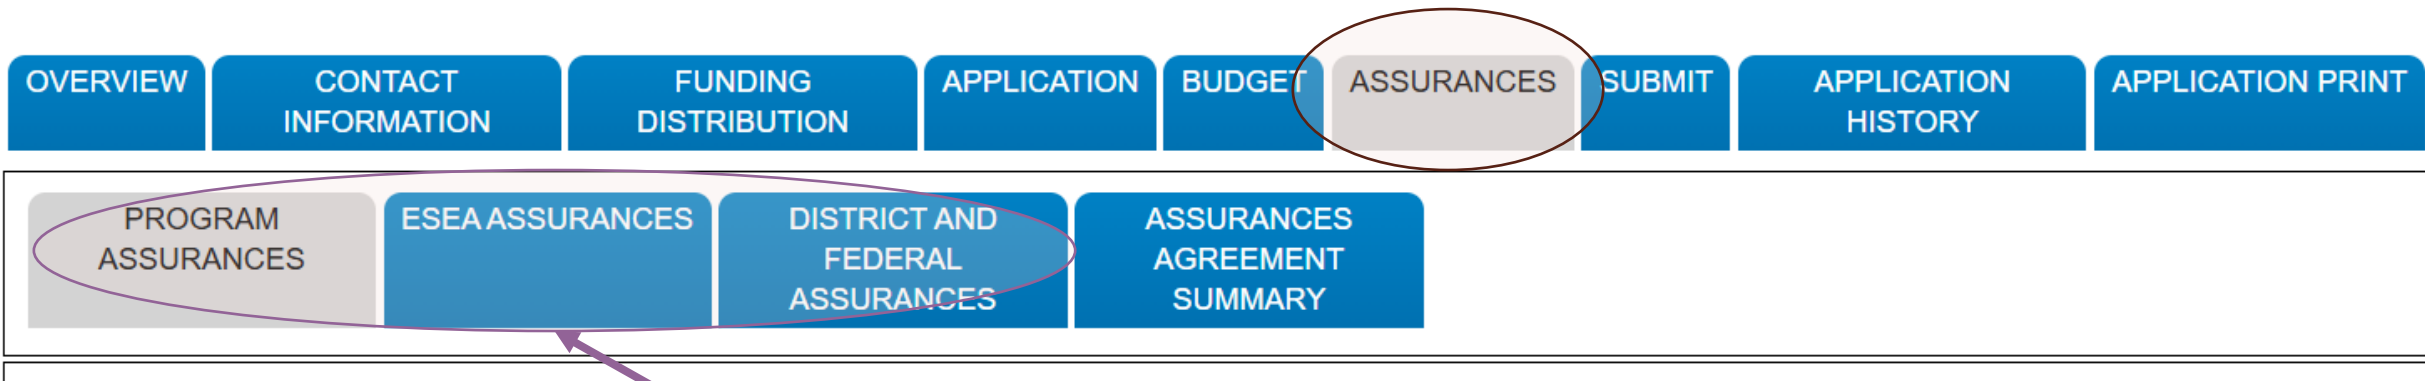 OVERVIEW
CONTACT
INFORMATION
FUNDING
DISTRIBUTION
APPLICATION
BUDGET
ASSURANCES
SUBMIT
APPLICATION
HISTORY
APPLICATION PRINT
PROGRAM
ASSURANCES
ESEA ASSURANCES
DISTRICT AND
FEDERAL
ASSURANCES
ASSURANCES
AGREEMENT
SUMMARY